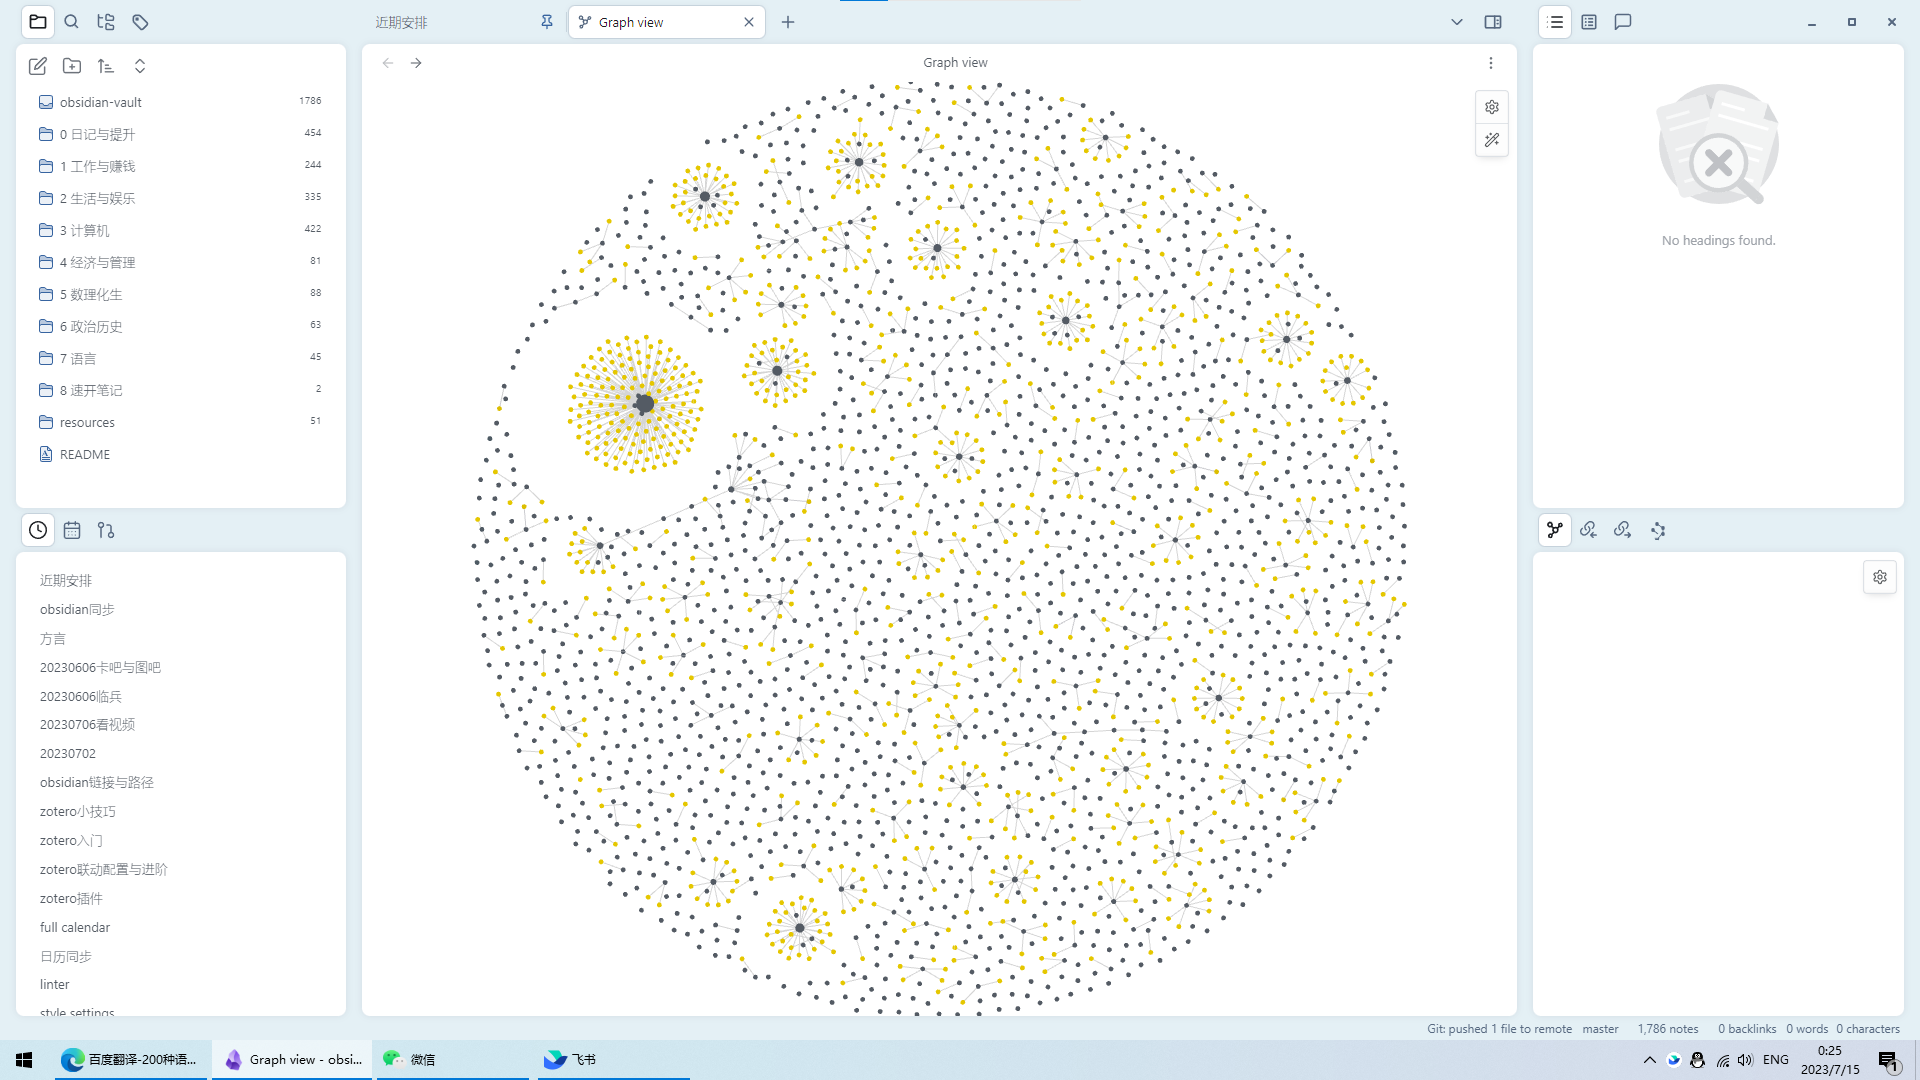 近期安排
Graph view
Graph view
obsidian-vault 1786
0 日记与提升 454
1 工作与赚钱 244
2 生活与娱乐 335
3 计算机 422
4 经济与管理 81
5 数理化生 88
6 政治历史 63
7 语言 45
8 速开笔记 2
resources 51
README
近期安排
obsidian同步
方言
20230606卡吧与图吧
20230606临兵
20230706看视频
20230702
obsidian链接与路径
zotero小技巧
zotero入门
zotero联动配置与进阶
zotero插件
full calendar
日历同步
linter
style settings
No headings found.
Git: pushed 1 file to remote master 1,786 notes 0 backlinks 0 words 0 characters
百度翻译-200种语...
Graph view - obsi...
微信
飞书
ENG
0:25
2023/7/15
1